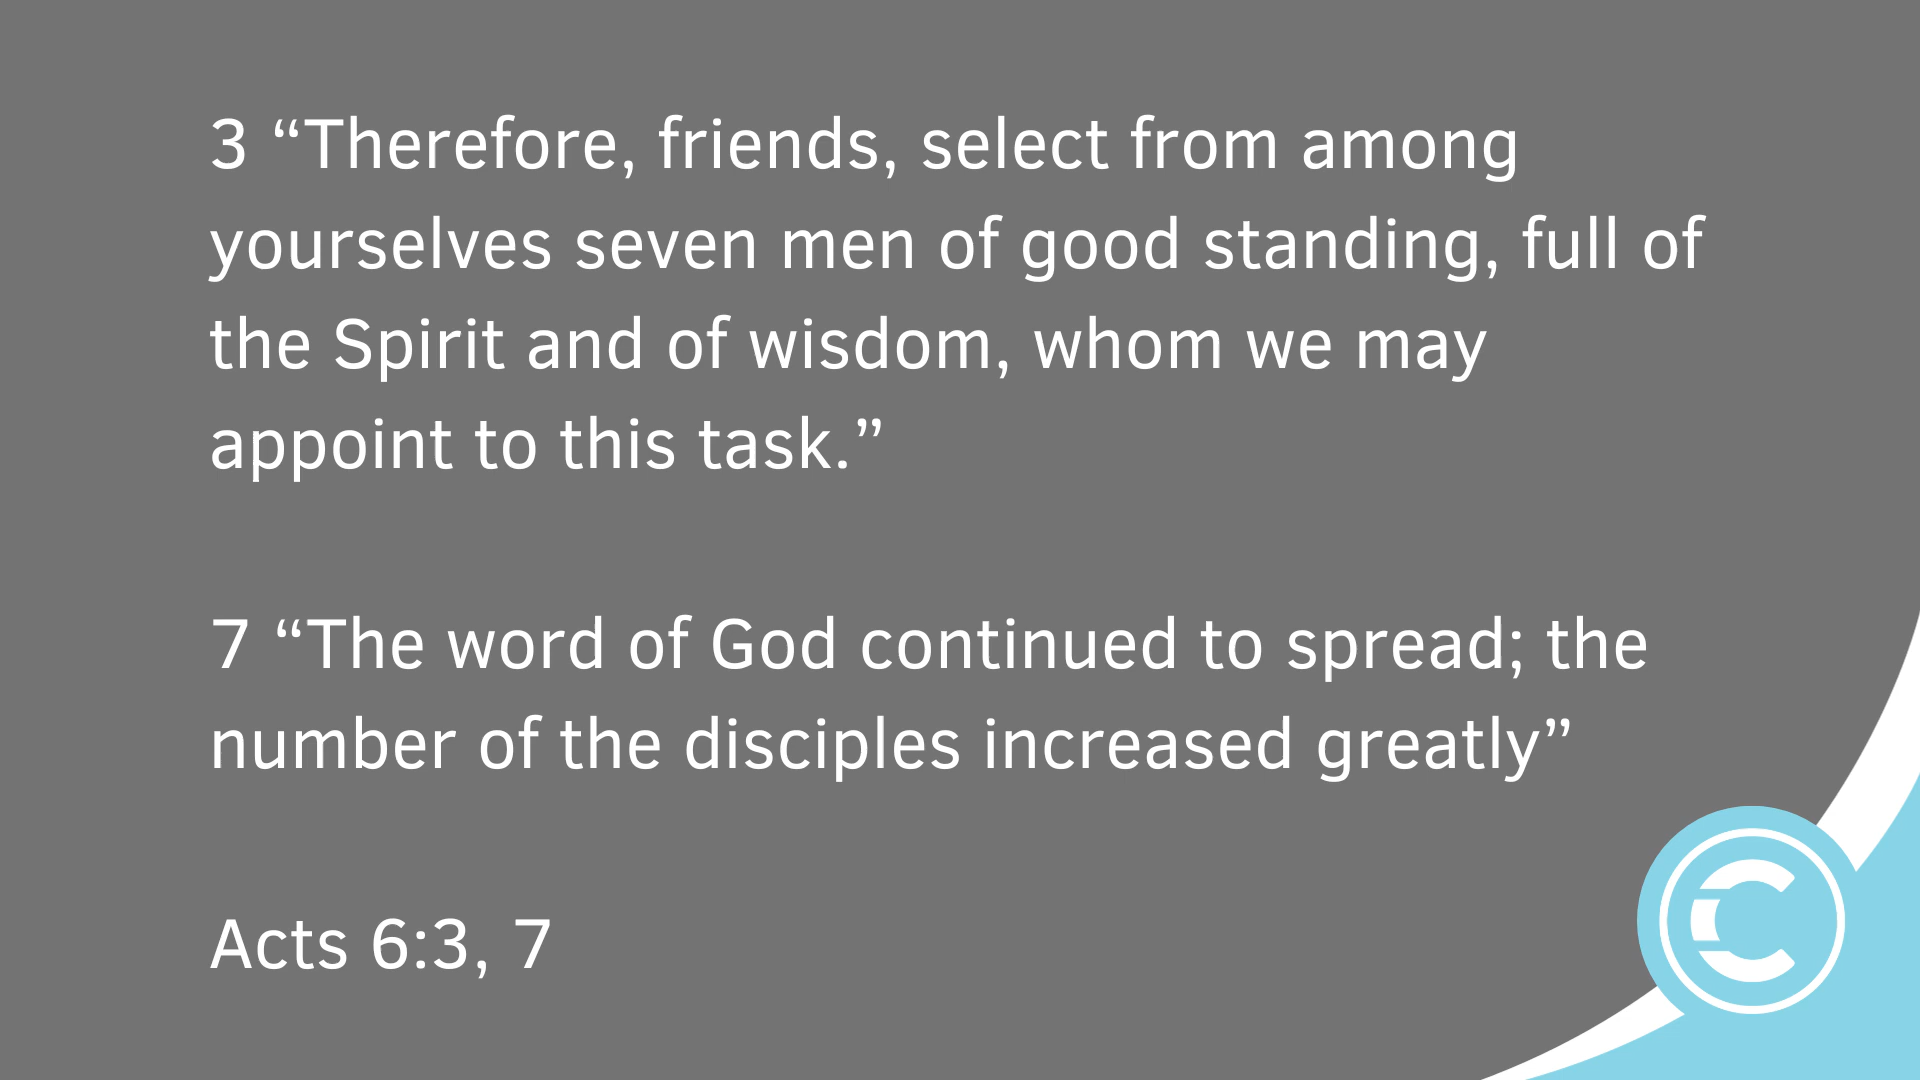 3 “Therefore, friends, select from among
yourselves seven men of good standing, full of
the Spirit and of wisdom, whom we may
appoint to this task.”
7 “The word of God continued to spread; the
number of the disciples increased greatly”
Acts 6:3, 7
C